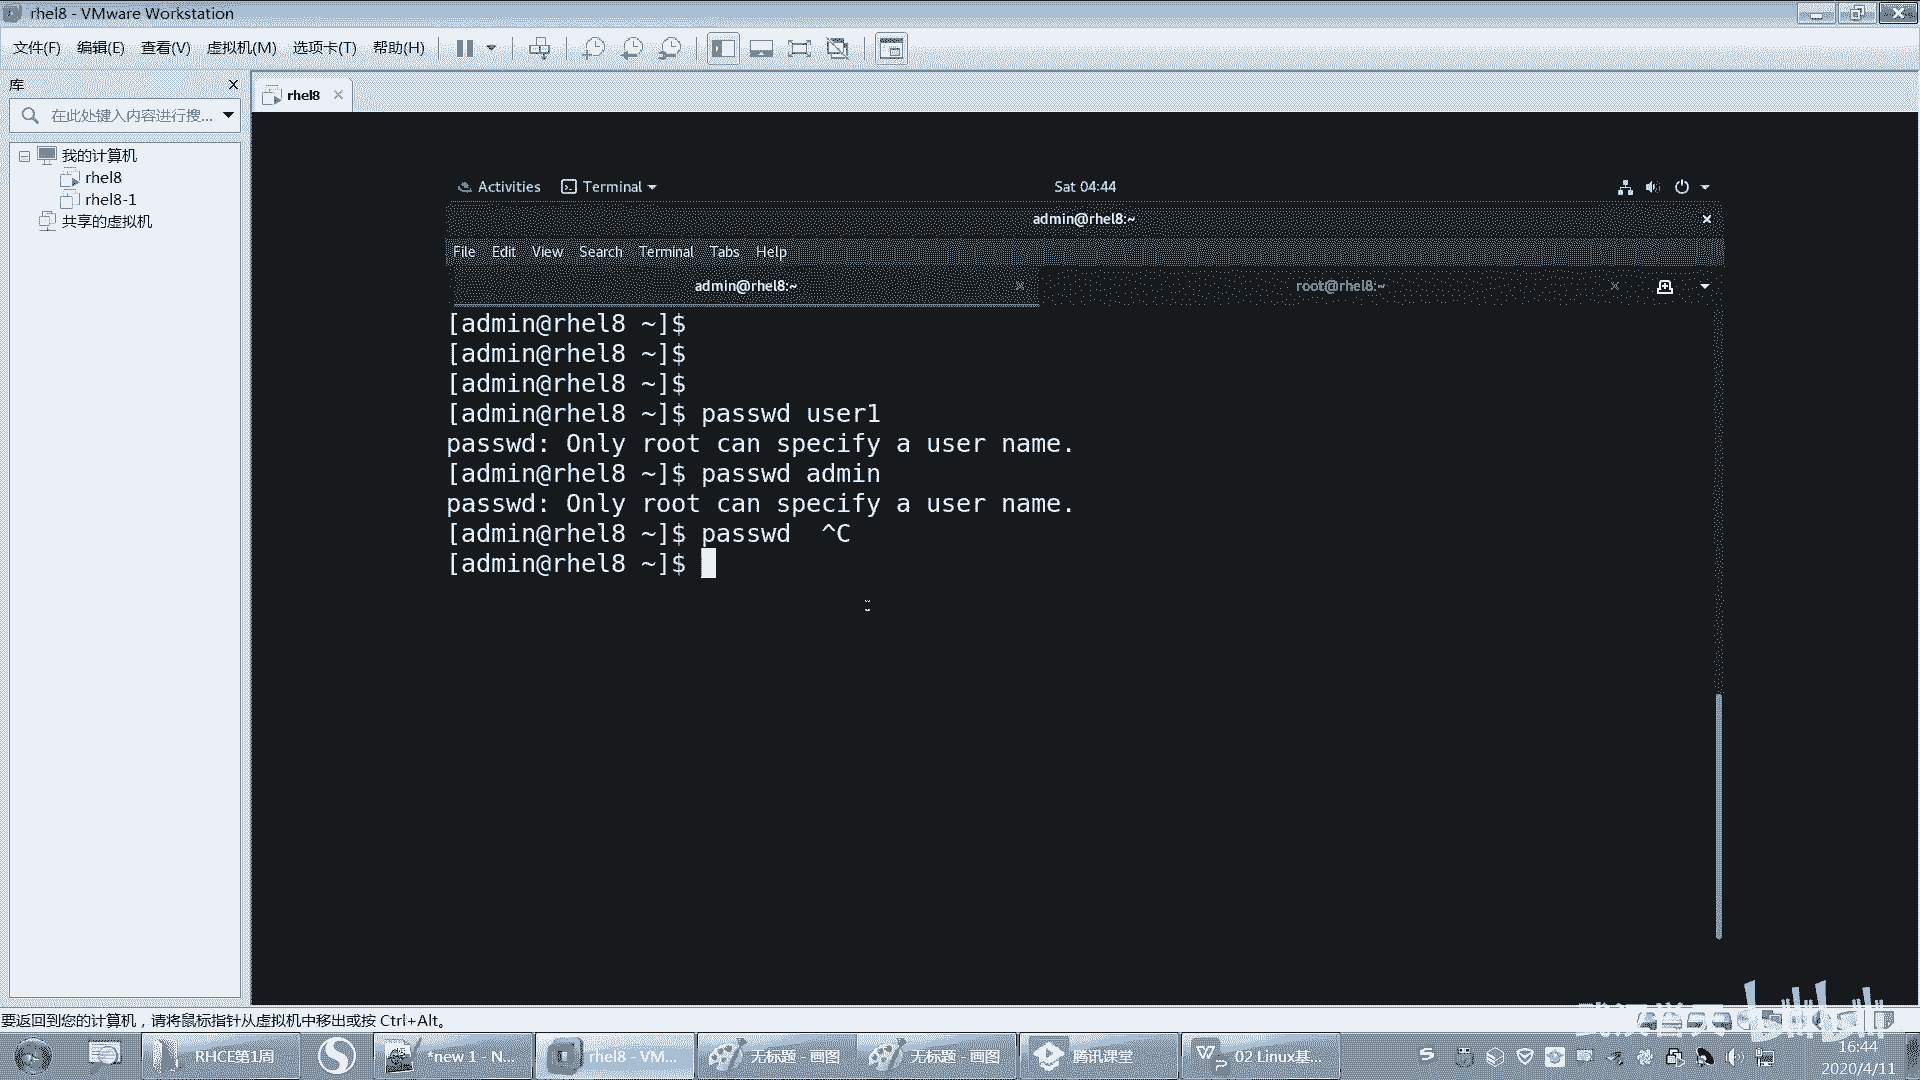 rhel8 - VMware Workstation
文件(F) 编辑(E) 查看(V) 虚拟机(M) 选项卡(T) 帮助(H)
库
rhel8
在此处键入内容进行搜...
我的计算机
rhel8
rhel8-1
共享的虚拟机
Activities Terminal Sat 04:44
admin@rhel8:~
File Edit View Search Terminal Tabs Help
admin@rhel8:~ root@rhel8:~
[admin@rhel8 ~]$
[admin@rhel8 ~]$
[admin@rhel8 ~]$
[admin@rhel8 ~]$ passwd user1
passwd: Only root can specify a user name.
[admin@rhel8 ~]$ passwd admin
passwd: Only root can specify a user name.
[admin@rhel8 ~]$ passwd  ^C
[admin@rhel8 ~]$
要返回到您的计算机，请将鼠标指针从虚拟机中移出或按 Ctrl+Alt。
bilibili
RHCE第1周 *new 1 - N... rhel8 - VM... 无标题 - 画图 无标题 - 画图 腾讯课堂 02 Linux基...
16:44
2020/4/11